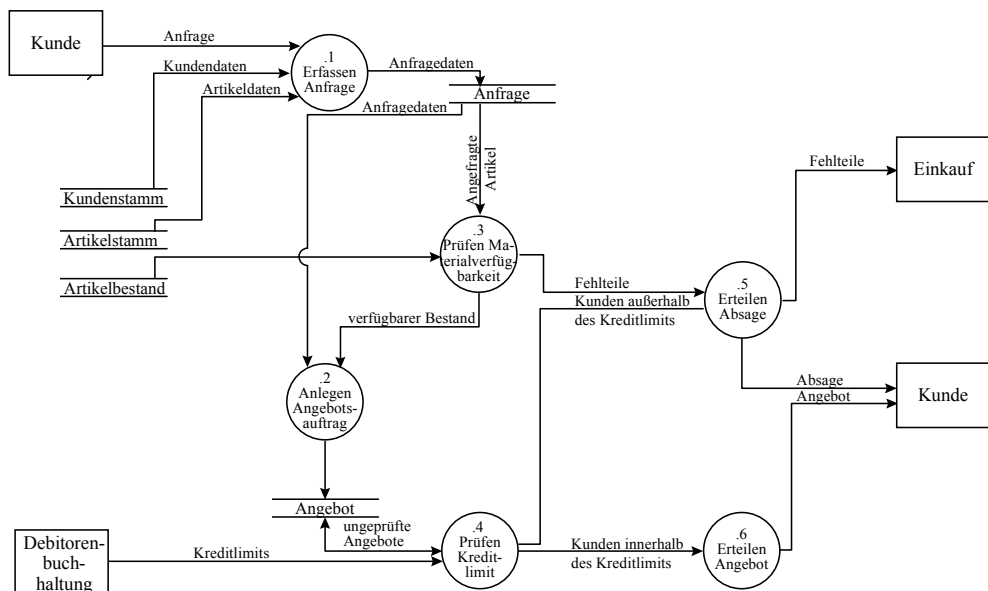 Kunde
Anfrage
.1
Erfassen
Anfrage
Kundendaten
Artikeldaten
Anfragedaten
Anfrage
Anfragedaten
Angefragte
Artikel
Kundenstamm
Artikelstamm
Artikelbestand
.3
Prüfen Ma-
terialverfüg-
barkeit
Fehlteile
Einkauf
Fehlteile
Kunden außerhalb
des Kreditlimits
.5
Erteilen
Absage
verfügbarer Bestand
.2
Anlegen
Angebots-
auftrag
Absage
Angebot
Kunde
Angebot
ungeprüfte
Angebote
Debitoren-
buch-
haltung
Kreditlimits
.4
Prüfen
Kredit-
limit
Kunden innerhalb
des Kreditlimits
.6
Erteilen
Angebot